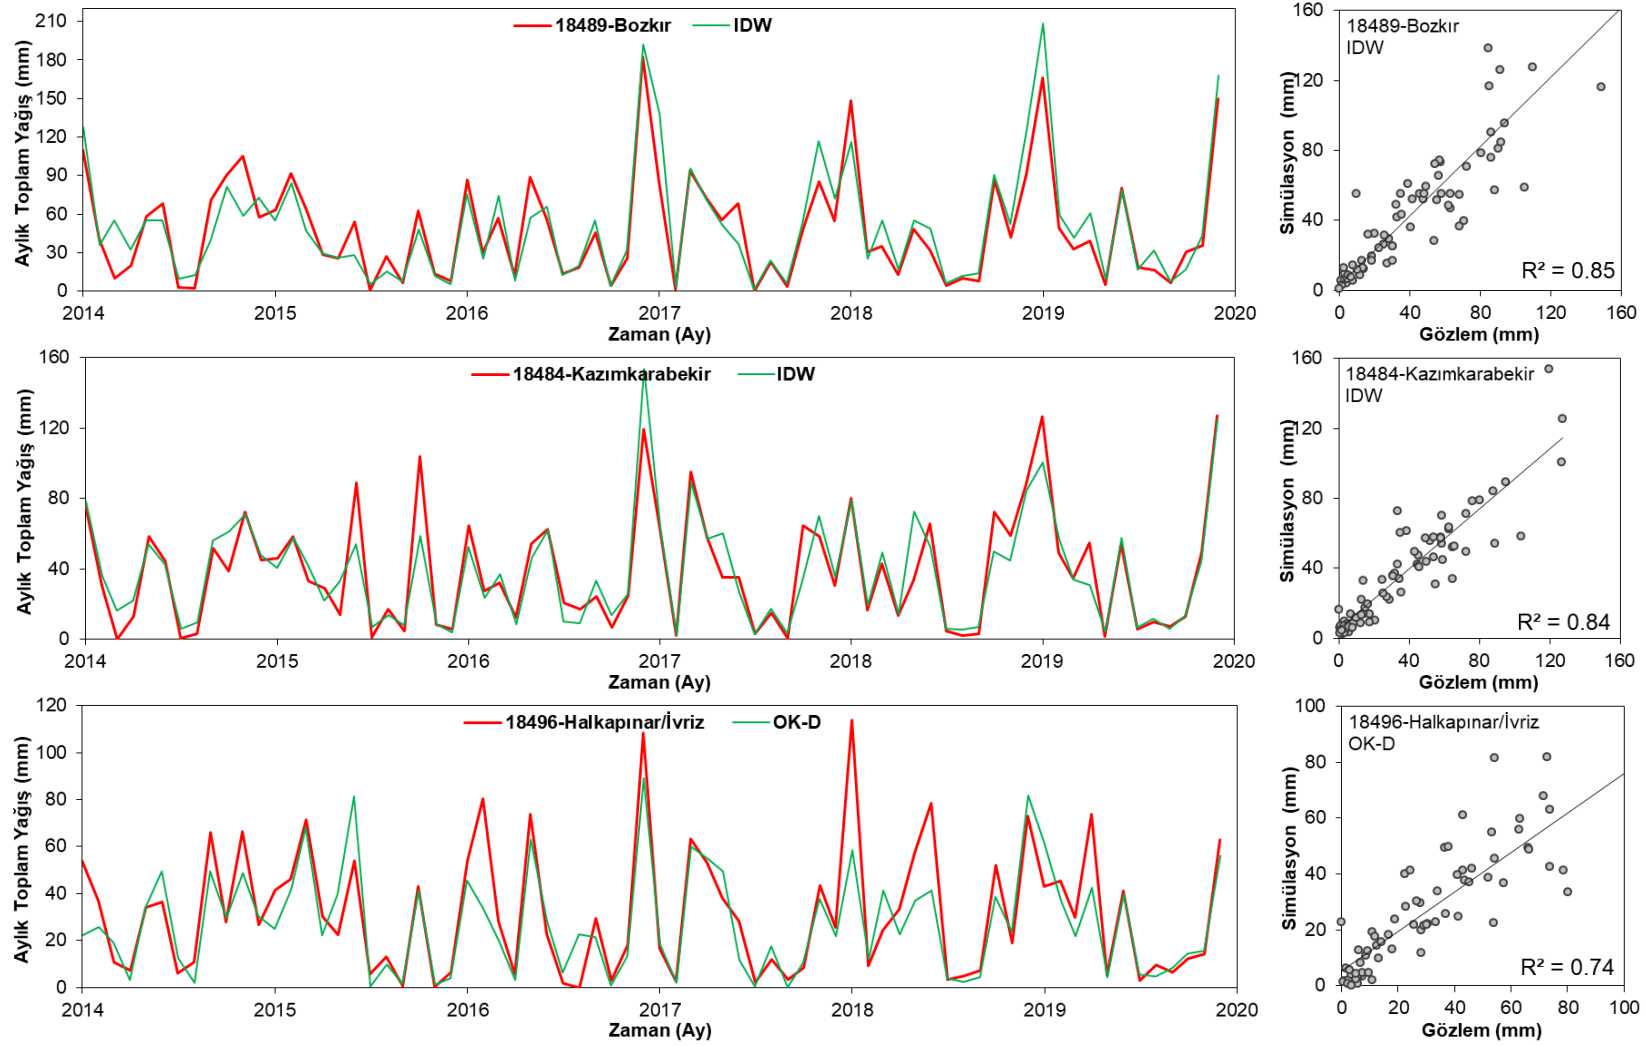 18489-Bozkır IDW
Aylık Toplam Yağış (mm)
210
180
150
120
90
60
30
0
2014 2015 2016 2017 2018 2019 2020
Zaman (Ay)
18489-Bozkır
IDW
Simülasyon (mm)
160
120
80
40
0
R² = 0.85
0 40 80 120 160
Gözlem (mm)
18484-Kazımkarabekir IDW
Aylık Toplam Yağış (mm)
160
120
80
40
0
2014 2015 2016 2017 2018 2019 2020
Zaman (Ay)
18484-Kazımkarabekir
IDW
Simülasyon (mm)
160
120
80
40
0
R² = 0.84
0 40 80 120 160
Gözlem (mm)
18496-Halkapınar/İvriz OK-D
Aylık Toplam Yağış (mm)
120
100
80
60
40
20
0
2014 2015 2016 2017 2018 2019 2020
Zaman (Ay)
18496-Halkapınar/İvriz
OK-D
Simülasyon (mm)
100
80
60
40
20
0
R² = 0.74
0 20 40 60 80 100
Gözlem (mm)